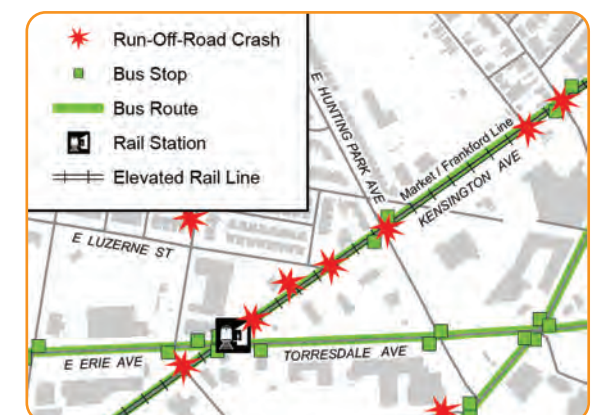 Run-Off-Road Crash
Bus Stop
Bus Route
Rail Station
Elevated Rail Line
E HUNTING PARK AVE
Market / Frankford Line
KENSINGTON AVE
E LUZERNE ST
E ERIE AVE
TORRESDALE AVE